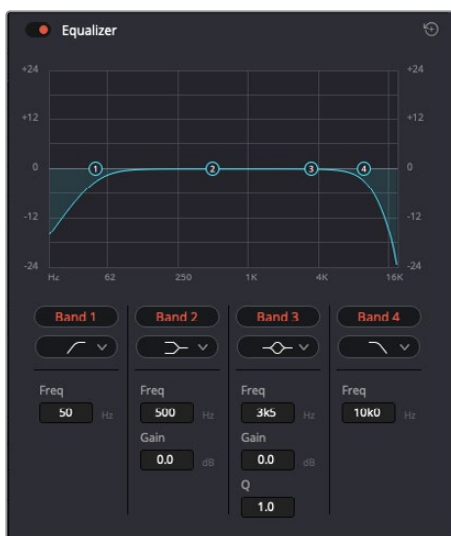 Equalizer
+24 +24
+12 +12
0 1 2 3 4 0
-12 -12
-24 -24
Hz 62 250 1K 4K 16K
Band 1 Band 2 Band 3 Band 4
Freq Freq Freq Freq
50 Hz 500 Hz 3k5 Hz 10k0 Hz
Gain Gain
0.0 dB 0.0 dB
Q
1.0